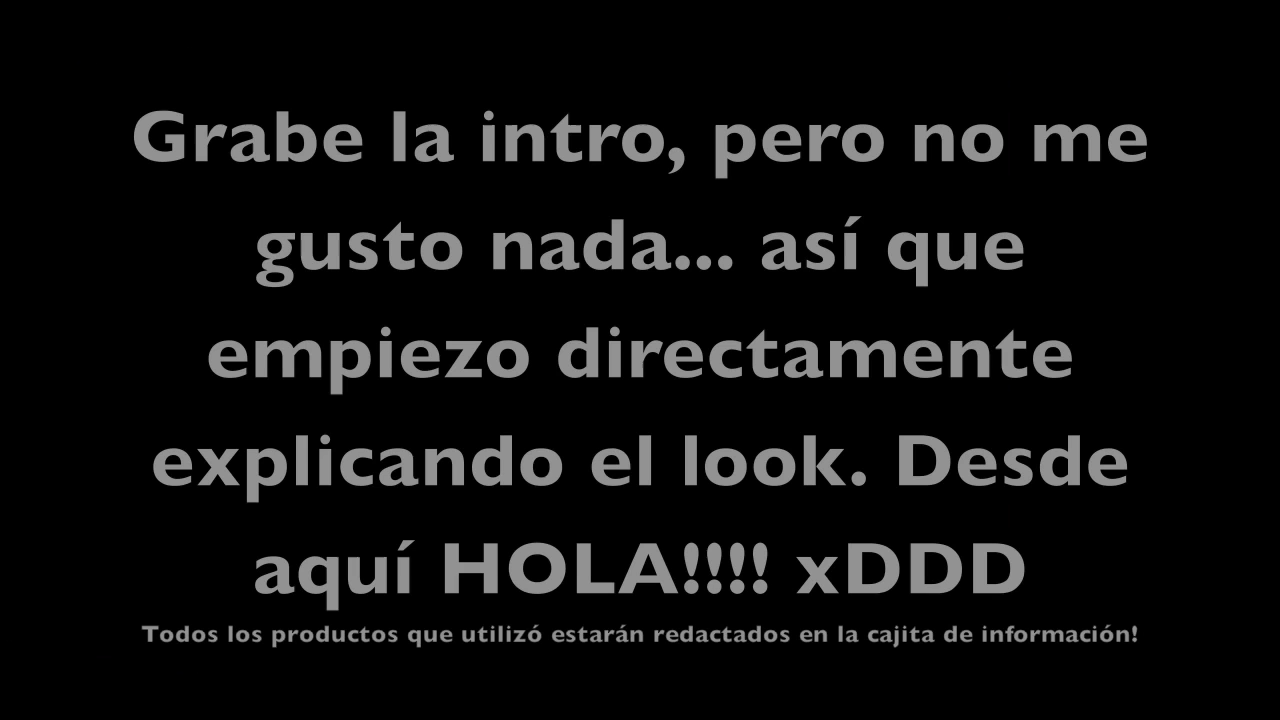 Grabe la intro, pero no me
gusto nada... así que
empiezo directamente
explicando el look. Desde
aquí HOLA!!!! xDDD
Todos los productos que utilizó estarán redactados en la cajita de información!